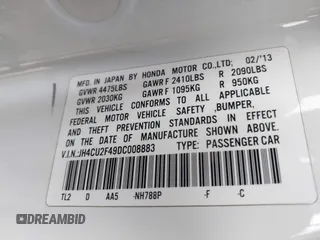 MFD. IN JAPAN BY HONDA MOTOR CO., LTD. 02/'13
GVWR 4475LBS GAWR F 2410LBS R 2090LBS
GVWR 2030KG GAWR F 1095KG R 950KG
THIS VEHICLE CONFORMS TO ALL APPLICABLE
FEDERAL MOTOR VEHICLE SAFETY, BUMPER,
AND THEFT PREVENTION STANDARDS IN EFFECT
ON THE DATE OF MANUFACTURE SHOWN ABOVE.
V.I.N.:JH4CU2F49DC008883 TYPE: PASSENGER CAR
TL2 0 AA5 -NH788P -F -C
DREAMBID
DREAMBID.COM